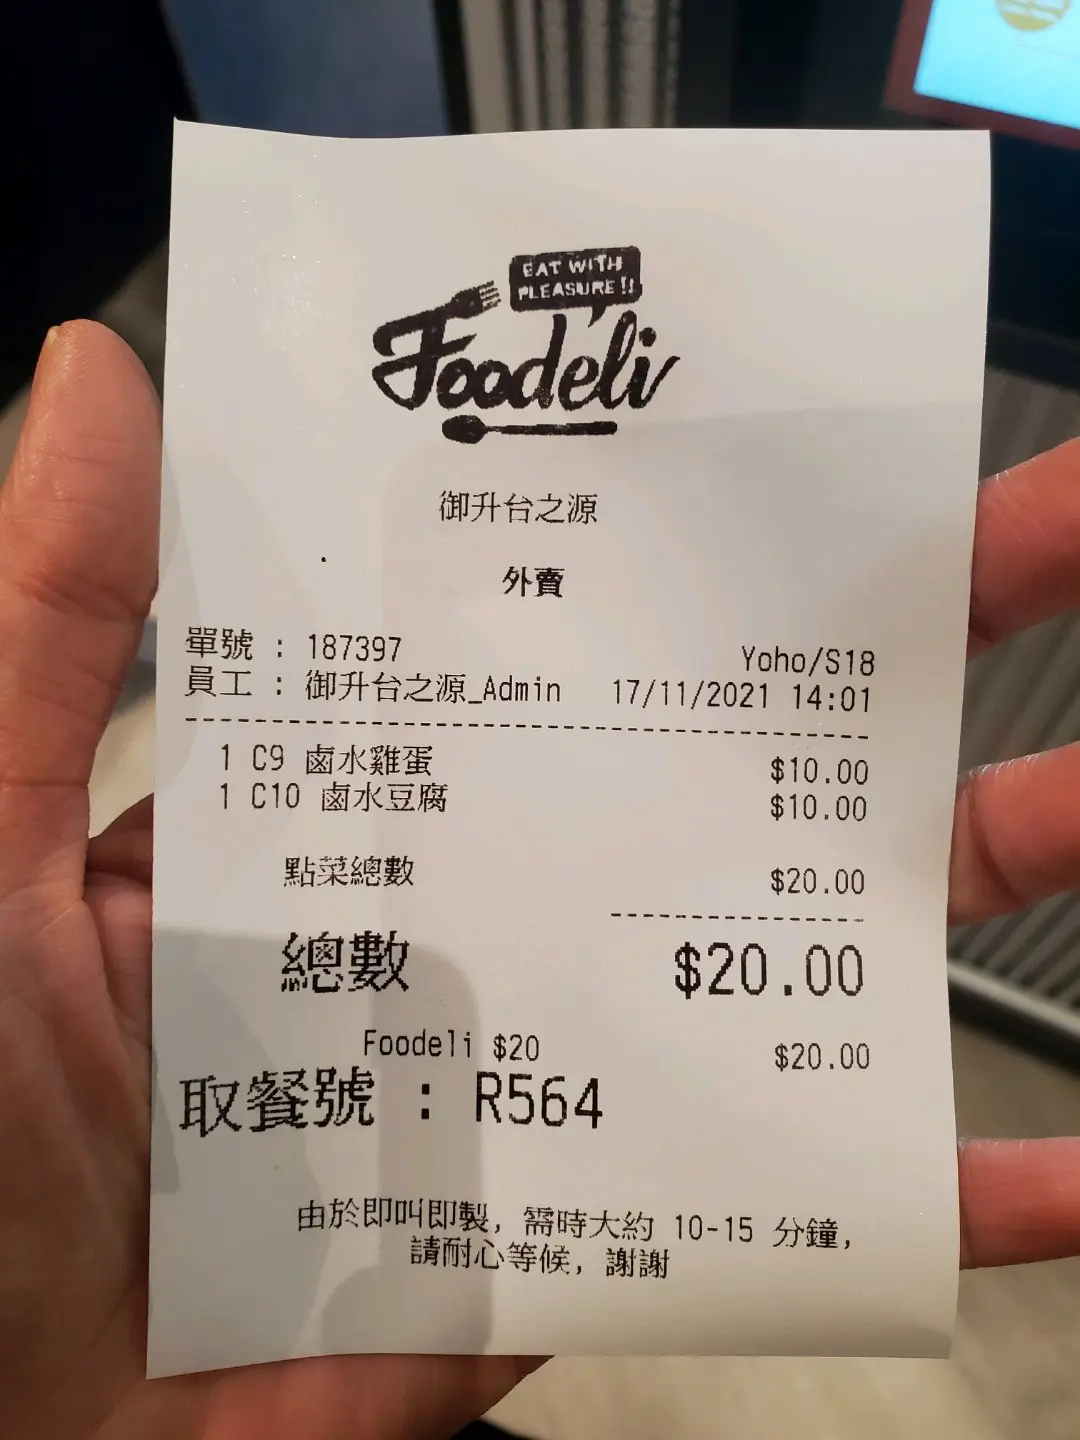 EAT WITH
PLEASURE !!
Foodeli
御升台之源
外賣
單號 : 187397 Yoho/S18
員工 : 御升台之源_Admin 17/11/2021 14:01
1 C9 鹵水雞蛋 $10.00
1 C10 鹵水豆腐 $10.00
點菜總數 $20.00
總數 $20.00
Foodeli $20 $20.00
取餐號 : R564
由於即叫即製, 需時大約 10-15 分鐘,
請耐心等候, 謝謝